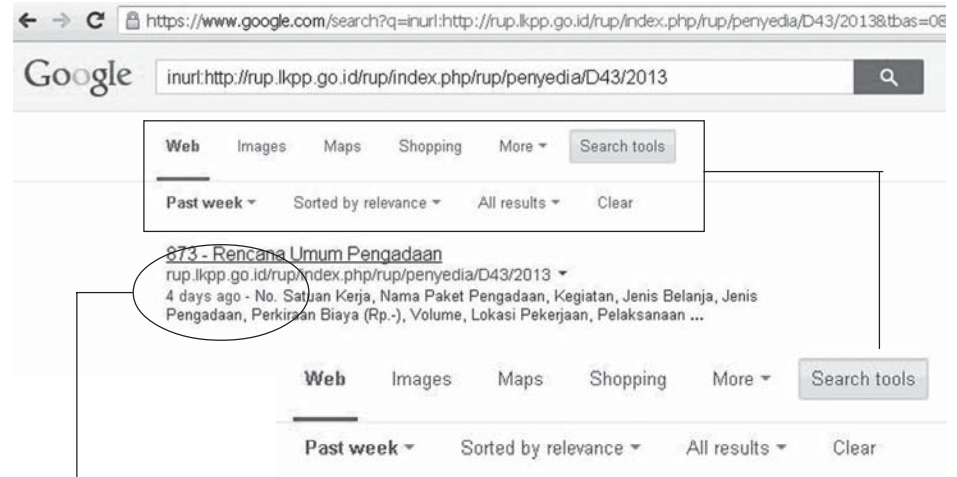 https://www.google.com/search?q=inurl:http://rup.lkpp.go.id/rup/index.php/rup/penyedia/D43/2013&tbas=08
Google inurl:http://rup.lkpp.go.id/rup/index.php/rup/penyedia/D43/2013
Web Images Maps Shopping More Search tools
Past week Sorted by relevance All results Clear
873 - Rencana Umum Pengadaan
rup.lkpp.go.id/rup/index.php/rup/penyedia/D43/2013
4 days ago - No. Satuan Kerja, Nama Paket Pengadaan, Kegiatan, Jenis Belanja, Jenis
Pengadaan, Perkiraan Biaya (Rp.-), Volume, Lokasi Pekerjaan, Pelaksanaan ...
Web Images Maps Shopping More Search tools
Past week Sorted by relevance All results Clear